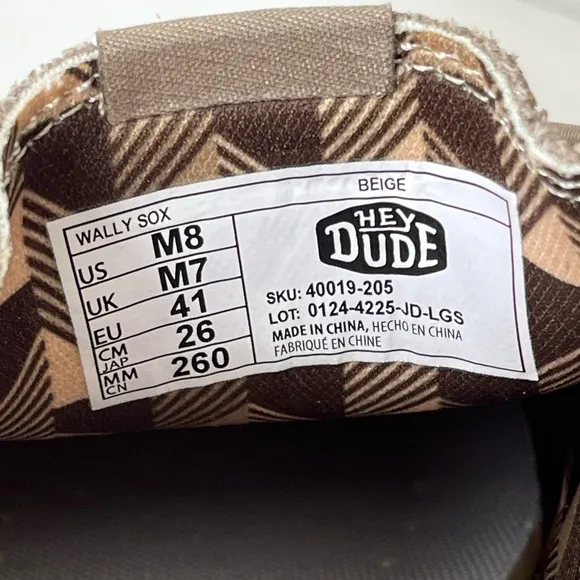 WALLY SOX
BEIGE
US M8
UK M7
EU 41
CM JAP 26
MM CN 260
HEY
DUDE
SKU: 40019-205
LOT: 0124-4225-JD-LGS
MADE IN CHINA, HECHO EN CHINA
FABRIQUÉ EN CHINE